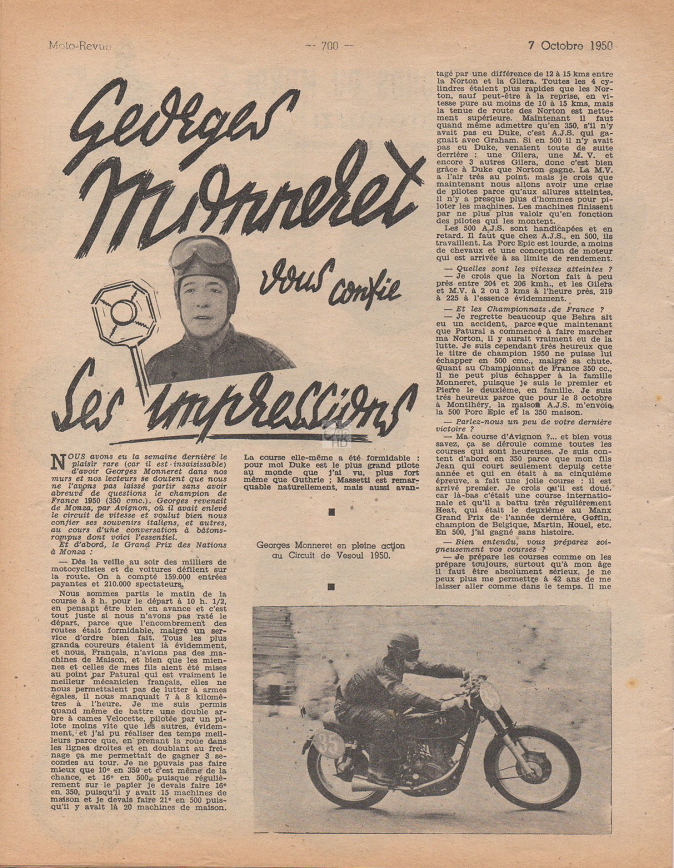 Moto-Revue
— 700 —
7 Octobre 1950
Georges
Monneret
vous confie
Ses impressions
NOUS avons eu la semaine dernière le
plaisir rare (car il est insaisissable)
d'avoir Georges Monneret dans nos
murs et nos lecteurs se doutent que nous
ne l'avons pas laissé partir sans avoir
abreuvé de questions le champion de
France 1950 (350 cmc.). Georges revenait
de Monza, par Avignon, où il avait enlevé
le circuit de vitesse et voulut bien nous
confier ses souvenirs italiens, et autres,
au cours d'une conversation à bâtons-
rompus dont voici l'essentiel.
Et d'abord, le Grand Prix des Nations
à Monza :
— Dès la veille au soir des milliers de
motocyclistes et de voitures défilent sur
la route. On a compté 159.000 entrées
payantes et 210.000 spectateurs.
Nous sommes partis le matin de la
course à 8 h. pour le départ à 10 h. 1/2,
en pensant être bien en avance et c'est
tout juste si nous n'avons pas raté le
départ, parce que l'encombrement des
routes était formidable, malgré un ser-
vice d'ordre bien fait. Tous les plus
grands coureurs étaient là évidemment,
et nous, Français, n'avions pas des ma-
chines de Maison, et bien que les mien-
nes et celles de mes fils aient été mises
au point par Patural qui est vraiment le
meilleur mécanicien français, elles ne
nous permettaient pas de lutter à armes
égales, il nous manquait 7 à 8 kilomè-
tres à l'heure. Je me suis permis
quand même de battre une double ar-
bre à cames Velocette, pilotée par un pi-
lote moins vite que les autres, évidem-
ment, et j'ai pu réaliser des temps meil-
leurs parce que, en prenant la roue dans
les lignes droites et en doublant au frei-
nage ça me permettait de gagner 3 se-
condes au tour. Je ne pouvais pas faire
mieux que 10e en 350 et c'est même de la
chance, et 16e en 500, puisque réguliè-
rement sur le papier je devais faire 16e
en 350, puisqu'il y avait 15 machines de
maison et je devais faire 21e en 500 puis-
qu'il y avait là 20 machines de maison.
La course elle-même a été formidable :
pour moi Duke est le plus grand pilote
au monde que j'ai vu, plus fort
même que Guthrie ; Massetti est remar-
quable naturellement, mais aussi avan-
Georges Monneret en pleine action
au Circuit de Vesoul 1950.
35
tagé par une différence de 12 à 15 kms entre
la Norton et la Gilera. Toutes les 4 cy-
lindres étaient plus rapides que les Nor-
ton, sauf peut-être à la reprise, en vi-
tesse pure au moins de 10 à 15 kms, mais
la tenue de route des Norton est nette-
ment supérieure. Maintenant il faut
quand même admettre qu'en 350, s'il n'y
avait pas eu Duke, c'est A.J.S. qui ga-
gnait avec Graham. Si en 500 il n'y avait
pas eu Duke, venaient toute de suite
derrière : une Gilera, une M. V. et
encore 3 autres Gilera, donc c'est bien
grâce à Duke que Norton gagne. La M.V.
a l'air très au point, mais je crois que
maintenant nous allons avoir une crise
de pilotes parce qu'aux allures atteintes,
il n'y a presque plus d'hommes pour pi-
loter les machines. Les machines finissent
par ne plus plus valoir qu'en fonction
des pilotes qui les montent.
Les 500 A.J.S. sont handicapées et en
retard. Il faut que chez A.J.S., en 500, ils
travaillent. La Porc Epic est lourde, a moins
de chevaux et une conception de moteur
qui est arrivée à sa limite de rendement.
— Quelles sont les vitesses atteintes ?
— Je crois que la Norton fait à peu
près entre 204 et 206 kmh., et les Gilera
et M.V. à 2 ou 3 kms à l'heure près, 219
à 225 à l'essence évidemment.
— Et les Championnats de France ?
— Je regrette beaucoup que Behra ait
eu un accident, parce que maintenant
que Patural a commencé à faire marcher
ma Norton, il y aurait vraiment eu de la
lutte. Je suis cependant très heureux que
le titre de champion 1950 ne puisse lui
échapper en 500 cmc., malgré sa chute.
Quant au Championnat de France 350 cc.,
il ne peut plus échapper à la famille
Monneret, puisque je suis le premier et
Pierre le deuxième, en famille. Je suis
très heureux parce que pour le 8 octobre
à Montlhéry, la maison A.J.S. m'envoie
la 500 Porc Epic et la 350 maison.
— Parlez-nous un peu de votre dernière
victoire ?
— Ma course d'Avignon ?... et bien vous
savez, ça se déroule comme toutes les
courses qui sont heureuses. Je suis con-
tent d'abord en 350 parce que mon fils
Jean qui court seulement depuis cette
année et qui en était à sa cinquième
épreuve, a fait une jolie course : il est
arrivé premier. Je crois qu'il est doué,
car là-bas c'était une course internatio-
nale et qu'il a battu très régulièrement
Heat, qui était le deuxième au Manx
Grand Prix de l'année dernière, Goffin,
champion de Belgique, Martin, Houel, etc.
En 500, j'ai gagné sans histoire.
— Bien entendu, vous préparez soi-
gneusement vos courses ?
— Je prépare les courses comme on les
prépare toujours, surtout qu'à mon âge
il faut être absolument sérieux, je ne
peux plus me permettre à 42 ans de me
laisser aller comme dans le temps. Il me